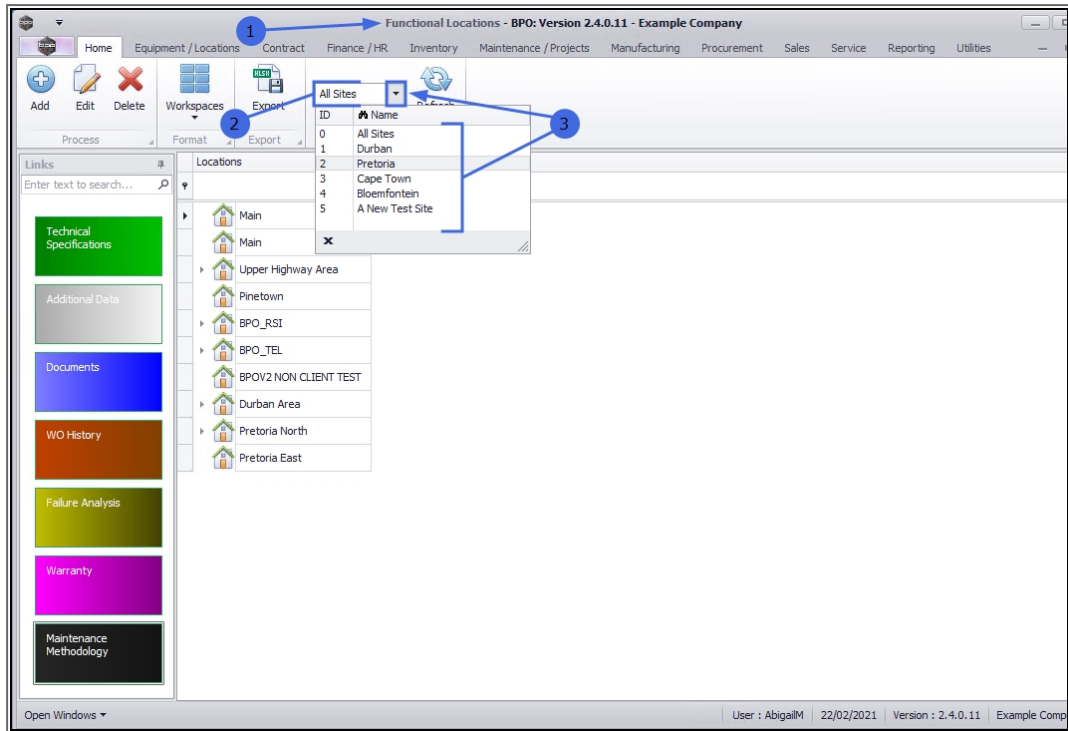 1
Functional Locations - BPO: Version 2.4.0.11 - Example Company
Home Equipment / Locations Contract Finance / HR Inventory Maintenance / Projects Manufacturing Procurement Sales Service Reporting Utilities
Add Edit Delete Workspaces Export All Sites Refresh
2
3
Process Format Export
ID Name
0 All Sites
1 Durban
2 Pretoria
3 Cape Town
4 Bloemfontein
5 A New Test Site
Links
Enter text to search...
Locations
Main
Main
Upper Highway Area
Pinetown
BPO_RSI
BPO_TEL
BPOV2 NON CLIENT TEST
Durban Area
Pretoria North
Pretoria East
Technical
Specifications
Additional Data
Documents
WO History
Failure Analysis
Warranty
Maintenance
Methodology
Open Windows
User : AbigailM 22/02/2021 Version : 2.4.0.11 Example Comp